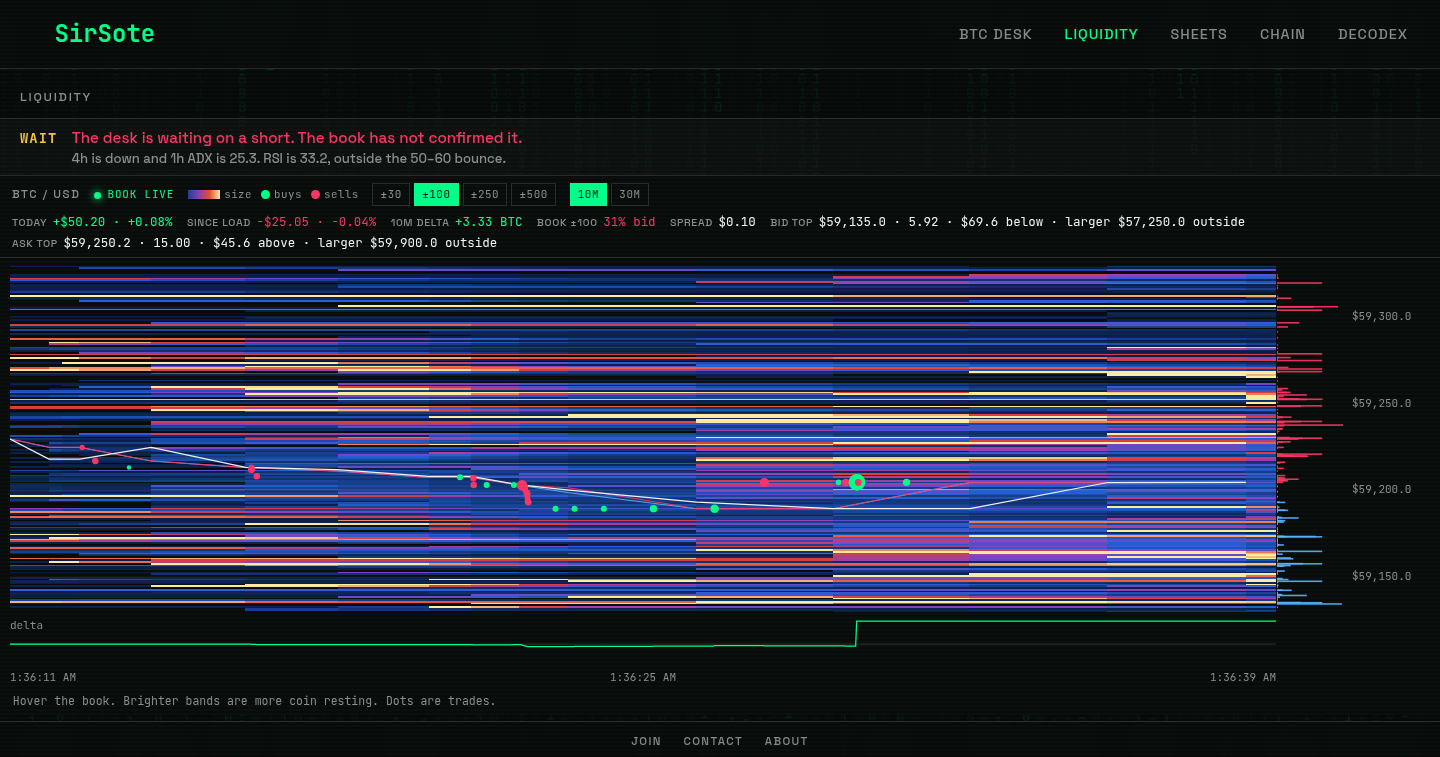 SirSote
BTC DESK LIQUIDITY SHEETS CHAIN DECODEX
LIQUIDITY
WAIT The desk is waiting on a short. The book has not confirmed it.
4h is down and 1h ADX is 25.3. RSI is 33.2, outside the 50–60 bounce.
BTC / USD BOOK LIVE size buys sells ±30 ±100 ±250 ±500 10M 30M
TODAY +$50.20 · +0.08% SINCE LOAD -$25.05 · -0.04% 10M DELTA +3.33 BTC BOOK ±100 31% bid SPREAD $0.10 BID TOP $59,135.0 · 5.92 · $69.6 below · larger $57,250.0 outside
ASK TOP $59,250.2 · 15.00 · $45.6 above · larger $59,900.0 outside
$59,300.0
$59,250.0
$59,200.0
$59,150.0
delta
1:36:11 AM 1:36:25 AM 1:36:39 AM
Hover the book. Brighter bands are more coin resting. Dots are trades.
JOIN CONTACT ABOUT